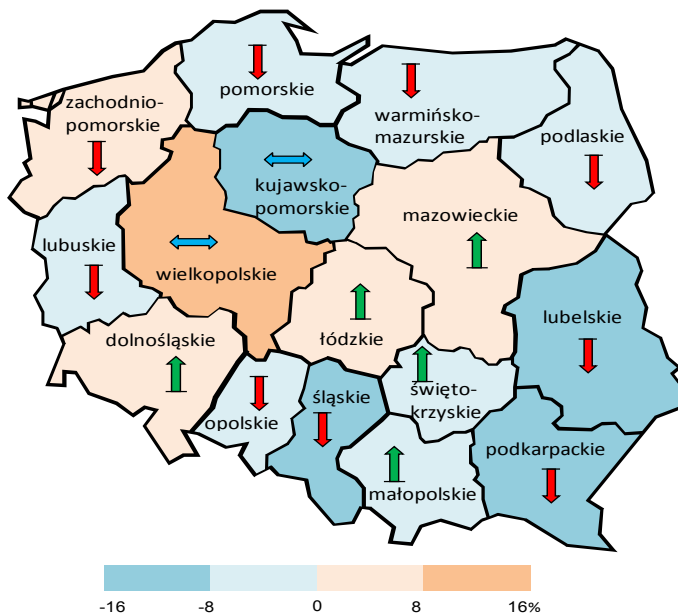 pomorskie
zachodnio-
pomorskie
warmińsko-
mazurskie
podlaskie
kujawsko-
pomorskie
mazowieckie
lubuskie
wielkopolskie
dolnośląskie
łódzkie
lubelskie
opolskie
śląskie
święto-
krzyskie
podkarpackie
małopolskie
-16 -8 0 8 16%